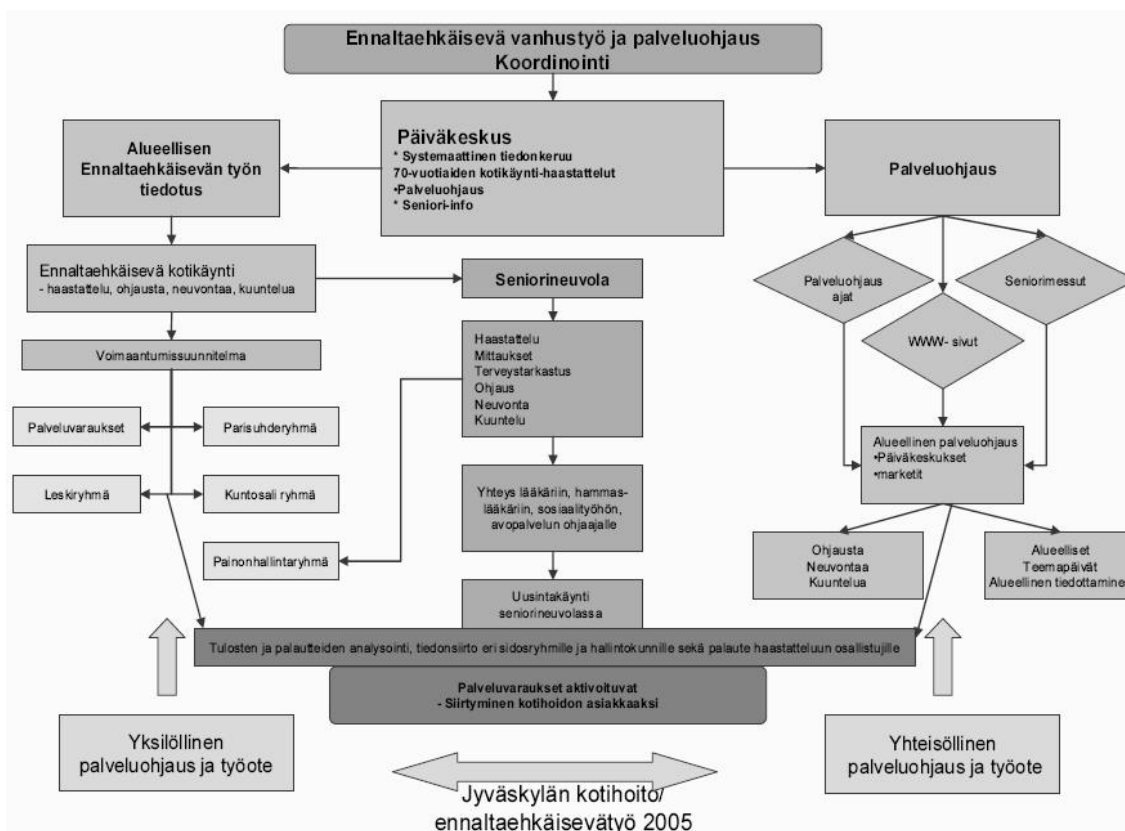 Ennaltaehkäisevä vanhustyö ja palveluohjaus
Koordinointi
Alueellisen
Ennaltaehkäisevän työn
tiedotus
Päiväkeskus
* Systemaattinen tiedonkeruu
70-vuotiaiden kotikäynti-haastattelut
•Palveluohjaus
* Seniori-info
Palveluohjaus
Ennaltaehkäisevä kotikäynti
- haastattelu, ohjausta, neuvontaa, kuuntelua
Seniorineuvola
Palveluohjaus
ajat
Seniorimessut
WWW- sivut
Voimaantumissuunnitelma
Haastattelu
Mittaukset
Terveystarkastus
Ohjaus
Neuvonta
Kuuntelu
Palveluvaraukset
Parisuhderyhmä
Leskiryhmä
Kuntosali ryhmä
Alueellinen palveluohjaus
•Päiväkeskukset
•marketit
Yhteys lääkäriin, hammas-
lääkäriin, sosiaalityöhön,
avopalvelun ohjaajalle
Painonhallintaryhmä
Ohjausta
Neuvontaa
Kuuntelua
Alueelliset
Teemapäivät
Alueellinen tiedottamine
Uusintakäynti
seniorineuvolassa
Tulosten ja palautteiden analysointi, tiedonsiirto eri sidosryhmille ja hallintokunnille sekä palaute haastatteluun osallistujille
Palveluvaraukset aktivoituvat
- Siirtyminen kotihoidon asiakkaaksi
Yksilöllinen
palveluohjaus ja työote
Yhteisöllinen
palveluohjaus ja työote
Jyväskylän kotihoito/
ennaltaehkäisevätyö 2005